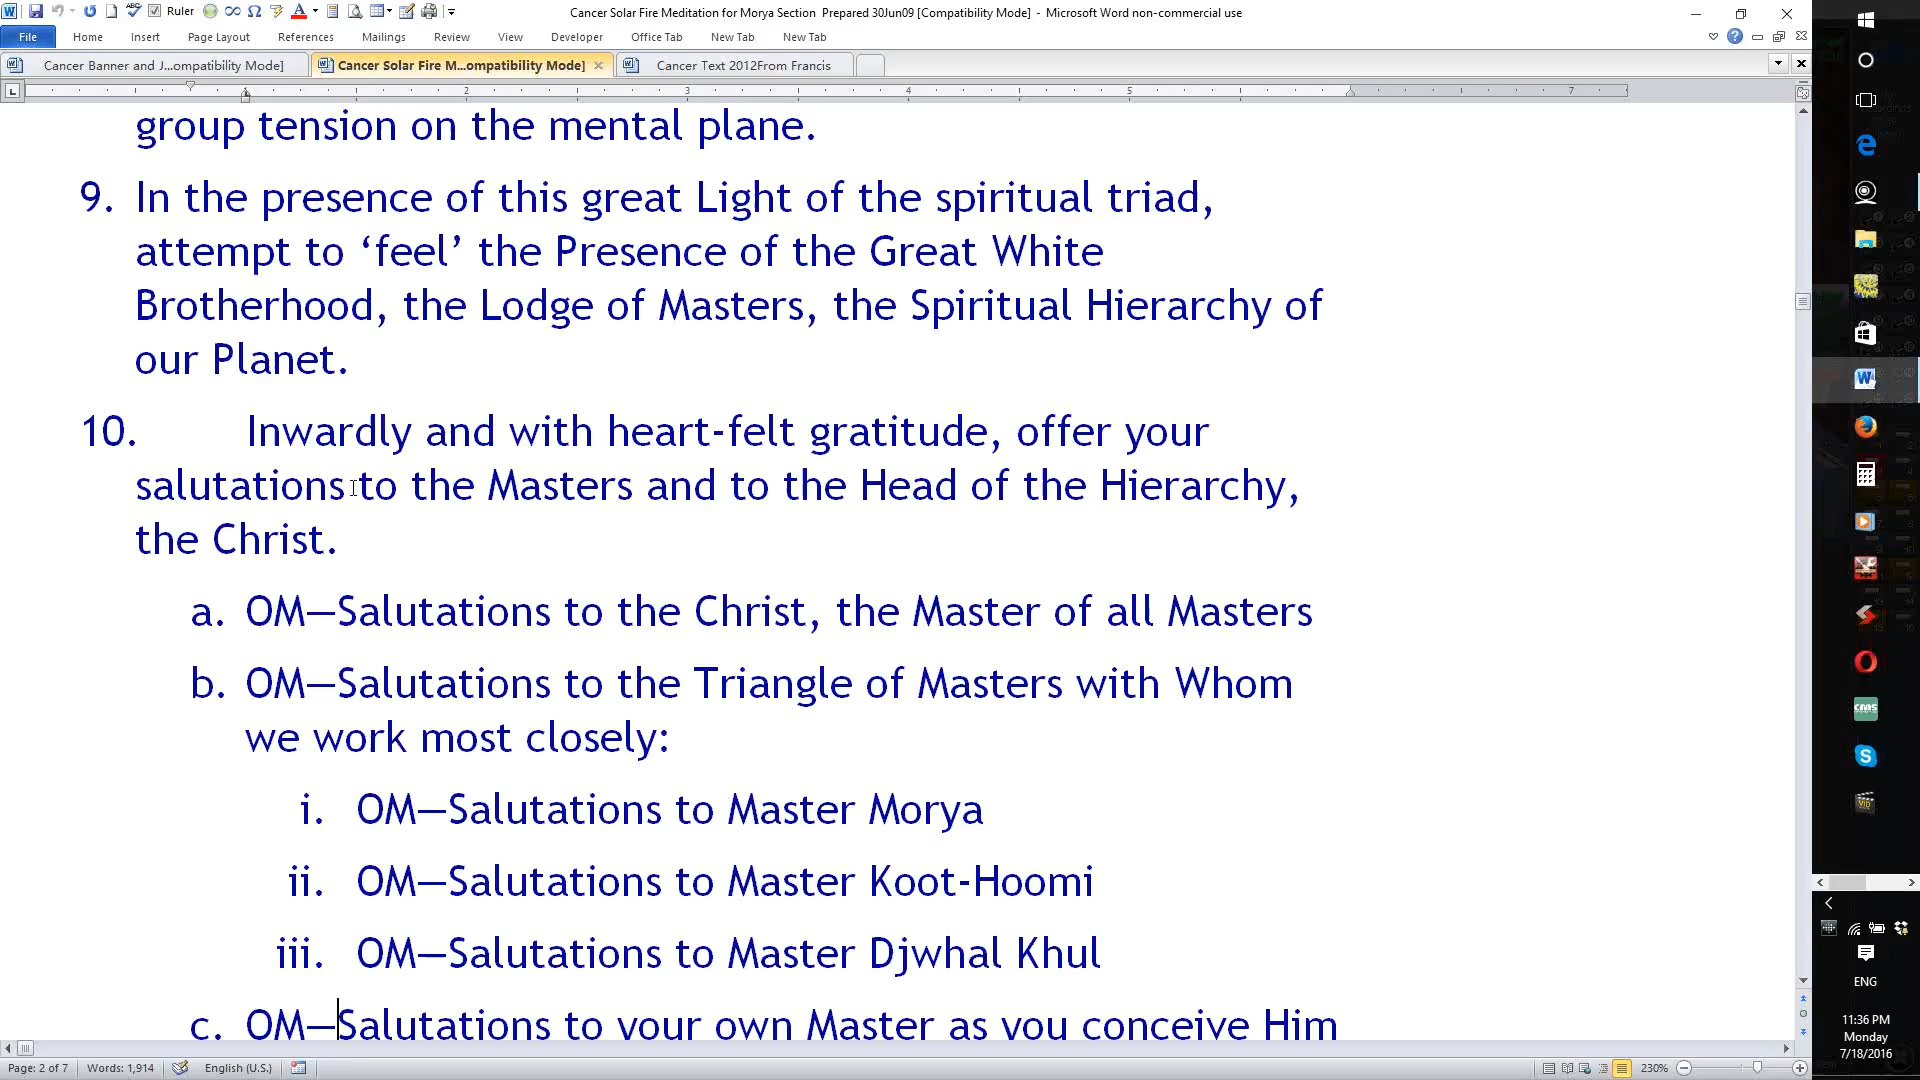 Cancer Solar Fire Meditation for Morya Section  Prepared 30Jun09 [Compatibility Mode]  -  Microsoft Word non-commercial use
Ruler
File Home Insert Page Layout References Mailings Review View Developer Office Tab New Tab New Tab
Cancer Banner and J...ompatibility Mode] Cancer Solar Fire M...ompatibility Mode] Cancer Text 2012From Francis
2 3 4 5 7
group tension on the mental plane.
9. In the presence of this great Light of the spiritual triad,
attempt to ‘feel’ the Presence of the Great White
Brotherhood, the Lodge of Masters, the Spiritual Hierarchy of
our Planet.
10. Inwardly and with heart-felt gratitude, offer your
salutations to the Masters and to the Head of the Hierarchy,
the Christ.
a. OM—Salutations to the Christ, the Master of all Masters
b. OM—Salutations to the Triangle of Masters with Whom
we work most closely:
i. OM—Salutations to Master Morya
ii. OM—Salutations to Master Koot-Hoomi
iii. OM—Salutations to Master Djwhal Khul
c. OM—Salutations to your own Master as you conceive Him
Page: 2 of 7 Words: 1,914 English (U.S.) 230%
ENG
11:36 PM
Monday
7/18/2016